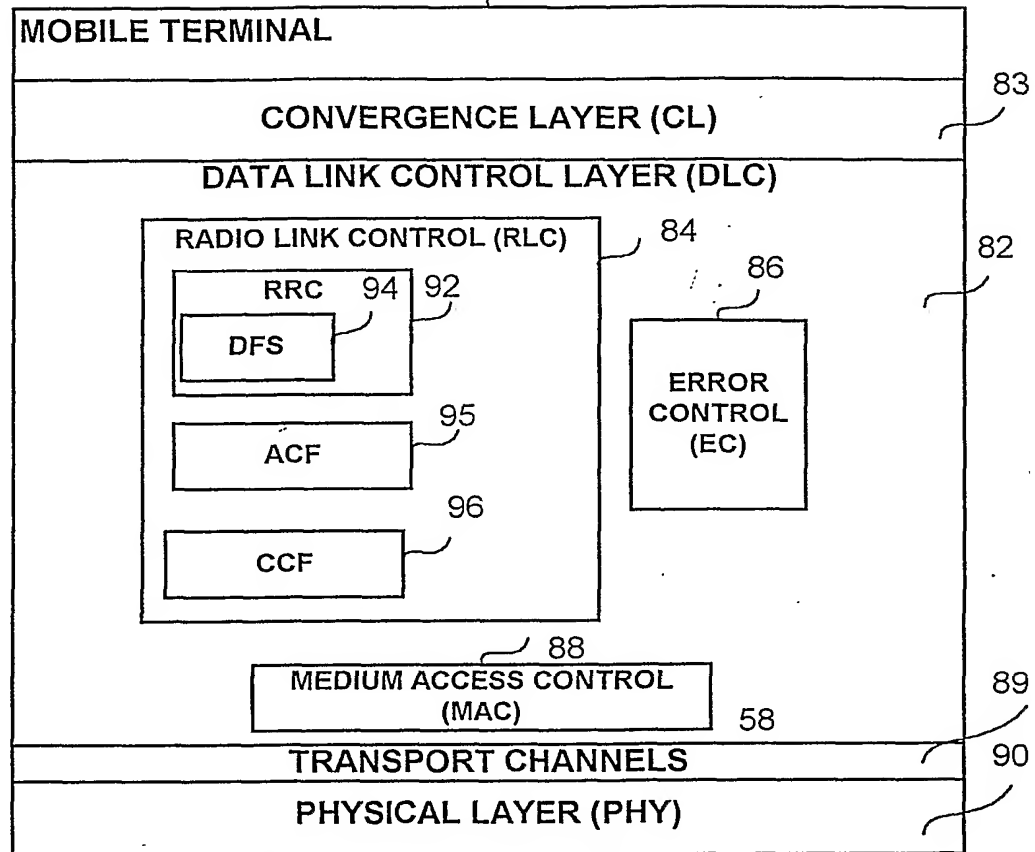 MOBILE TERMINAL
83
CONVERGENCE LAYER (CL)
DATA LINK CONTROL LAYER (DLC)
RADIO LINK CONTROL (RLC)
84
82
86
RRC
94
92
DFS
ERROR
CONTROL
(EC)
95
ACF
96
CCF
88
MEDIUM ACCESS CONTROL
(MAC)
58
89
TRANSPORT CHANNELS
90
PHYSICAL LAYER (PHY)